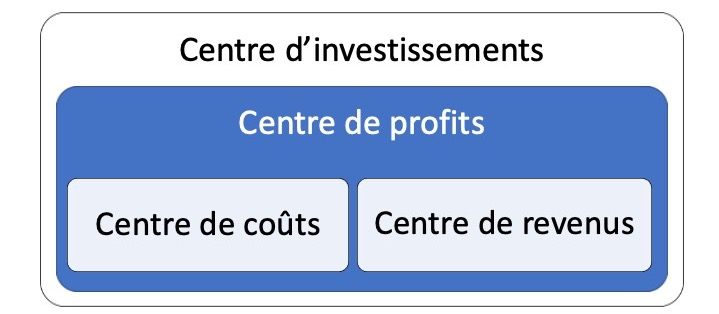 Centre d’investissements
Centre de profits
Centre de coûts
Centre de revenus